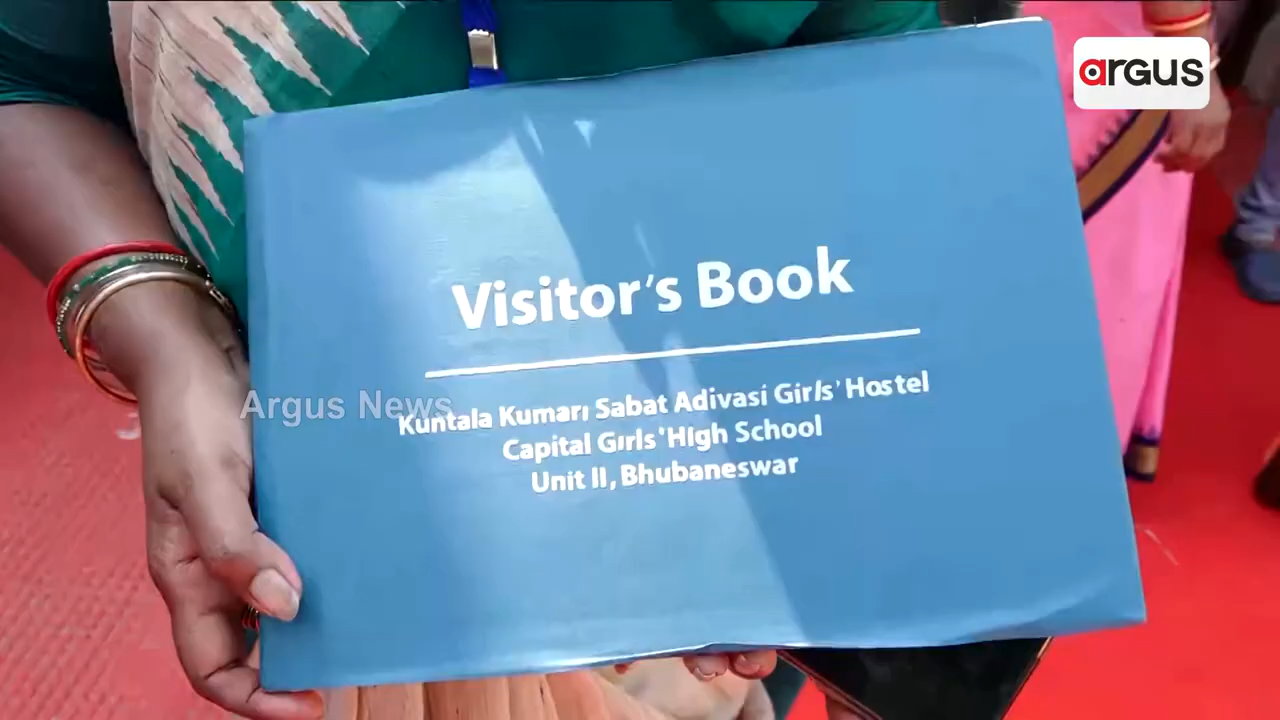 argus
Visitor's Book
Argus News
Kuntala Kumari Sabat Adivasi Girls' Hostel
Capital Girls' High School
Unit II, Bhubaneswar